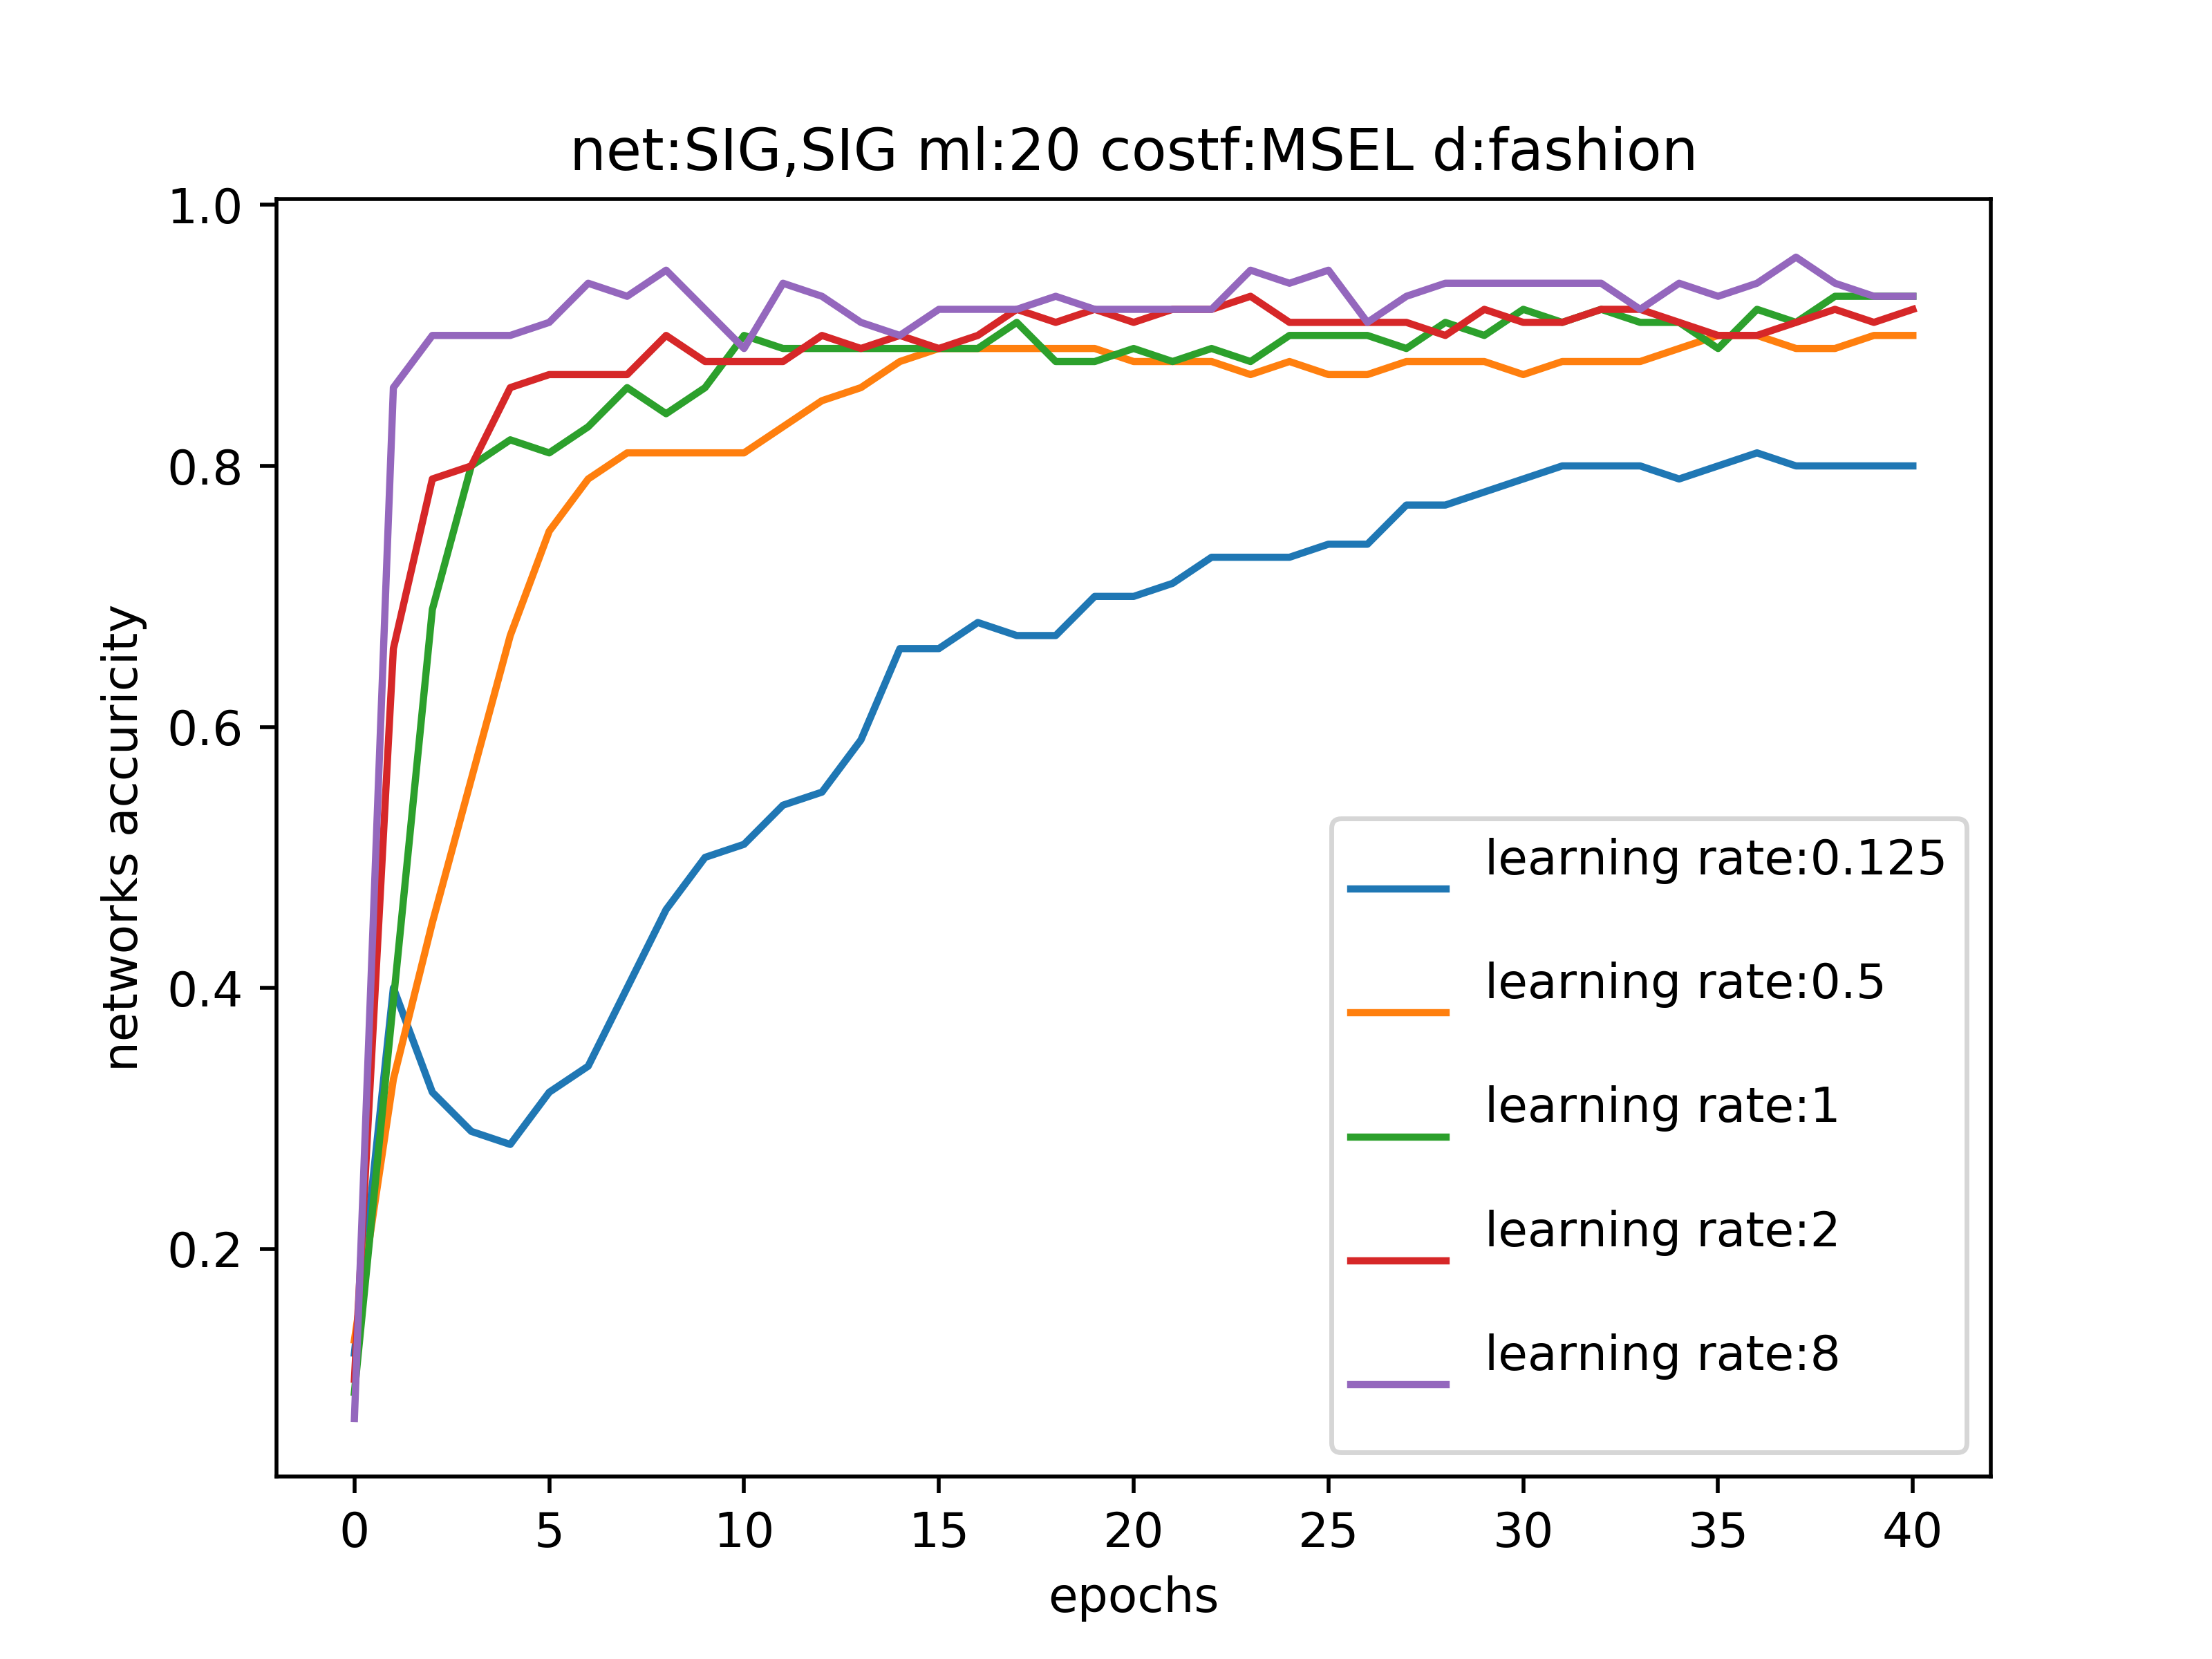 net:SIG,SIG ml:20 costf:MSEL d:fashion
1.0
0.8
0.6
0.4
0.2
networks accuricity
learning rate:0.125
learning rate:0.5
learning rate:1
learning rate:2
learning rate:8
0 5 10 15 20 25 30 35 40
epochs